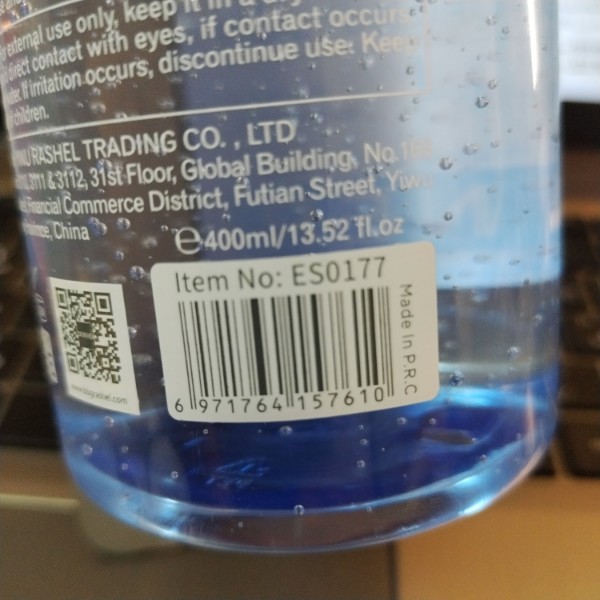 external use only, keep it in a
direct contact with eyes, if contact occurs
If irritation occurs, discontinue use. Keep
children.
RASHEL TRADING CO. , LTD
3111 & 3112, 31st Floor, Global Building, No.
Financial Commerce District, Futian Street, Yiwu
China
℮400ml/13.52 fl.oz
Item No: ES0177
Made In P.R.C
6 971764 157610